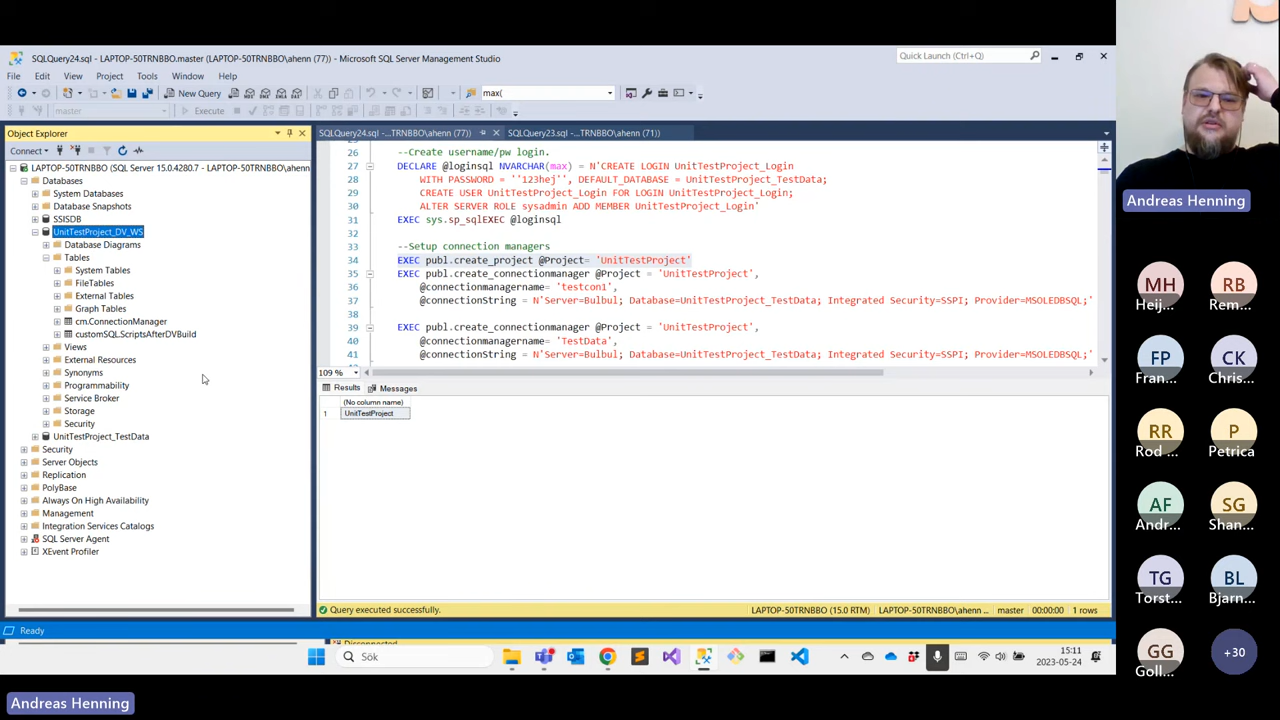 SQLQuery24.sql - LAPTOP-50TRNBBO.master (LAPTOP-50TRNBBO\ahenn (77)) - Microsoft SQL Server Management Studio
Quick Launch (Ctrl+Q)
File Edit View Project Tools Window Help
New Query
max(
master
Execute
Object Explorer
Connect
LAPTOP-50TRNBBO (SQL Server 15.0.4280.7 - LAPTOP-50TRNBBO\ahenn
Databases
System Databases
Database Snapshots
SSISDB
UnitTestProject_DV_WS
Database Diagrams
Tables
System Tables
FileTables
External Tables
Graph Tables
cm.ConnectionManager
customSQL.ScriptsAfterDVBuild
Views
External Resources
Synonyms
Programmability
Service Broker
Storage
Security
UnitTestProject_TestData
Security
Server Objects
Replication
PolyBase
Always On High Availability
Management
Integration Services Catalogs
SQL Server Agent
XEvent Profiler
SQLQuery24.sql -...TRNBBO\ahenn (77))
SQLQuery23.sql -...TRNBBO\ahenn (71))
26 --Create username/pw login.
27 DECLARE @loginsql NVARCHAR(max) = N'CREATE LOGIN UnitTestProject_Login
28 WITH PASSWORD = ''123hej'', DEFAULT_DATABASE = UnitTestProject_TestData;
29 CREATE USER UnitTestProject_Login FOR LOGIN UnitTestProject_Login;
30 ALTER SERVER ROLE sysadmin ADD MEMBER UnitTestProject_Login'
31 EXEC sys.sp_sqlEXEC @loginsql
33 --Setup connection managers
34 EXEC publ.create_project @Project= 'UnitTestProject'
35 EXEC publ.create_connectionmanager @Project = 'UnitTestProject',
36 @connectionmanagername= 'testcon1',
37 @connectionString = N'Server=Bulbul; Database=UnitTestProject_TestData; Integrated Security=SSPI; Provider=MSOLEDBSQL;'
39 EXEC publ.create_connectionmanager @Project = 'UnitTestProject',
40 @connectionmanagername= 'TestData',
41 @connectionString = N'Server=Bulbul; Database=UnitTestProject_TestData; Integrated Security=SSPI; Provider=MSOLEDBSQL;'
109 %
Results Messages
(No column name)
1 UnitTestProject
Query executed successfully.
LAPTOP-50TRNBBO (15.0 RTM) LAPTOP-50TRNBBO\ahenn ... master 00:00:00 1 rows
Ready
Disconnected
Sök
15:11
2023-05-24
Andreas Henning
Andreas Henning
MH
Heij...
RB
Rem...
FP
Fran...
CK
Chris...
RR
Rod ...
P
Petrica
AF
Andr...
SG
Shan...
TG
Torst...
BL
Bjarn...
GG
Goll...
+30